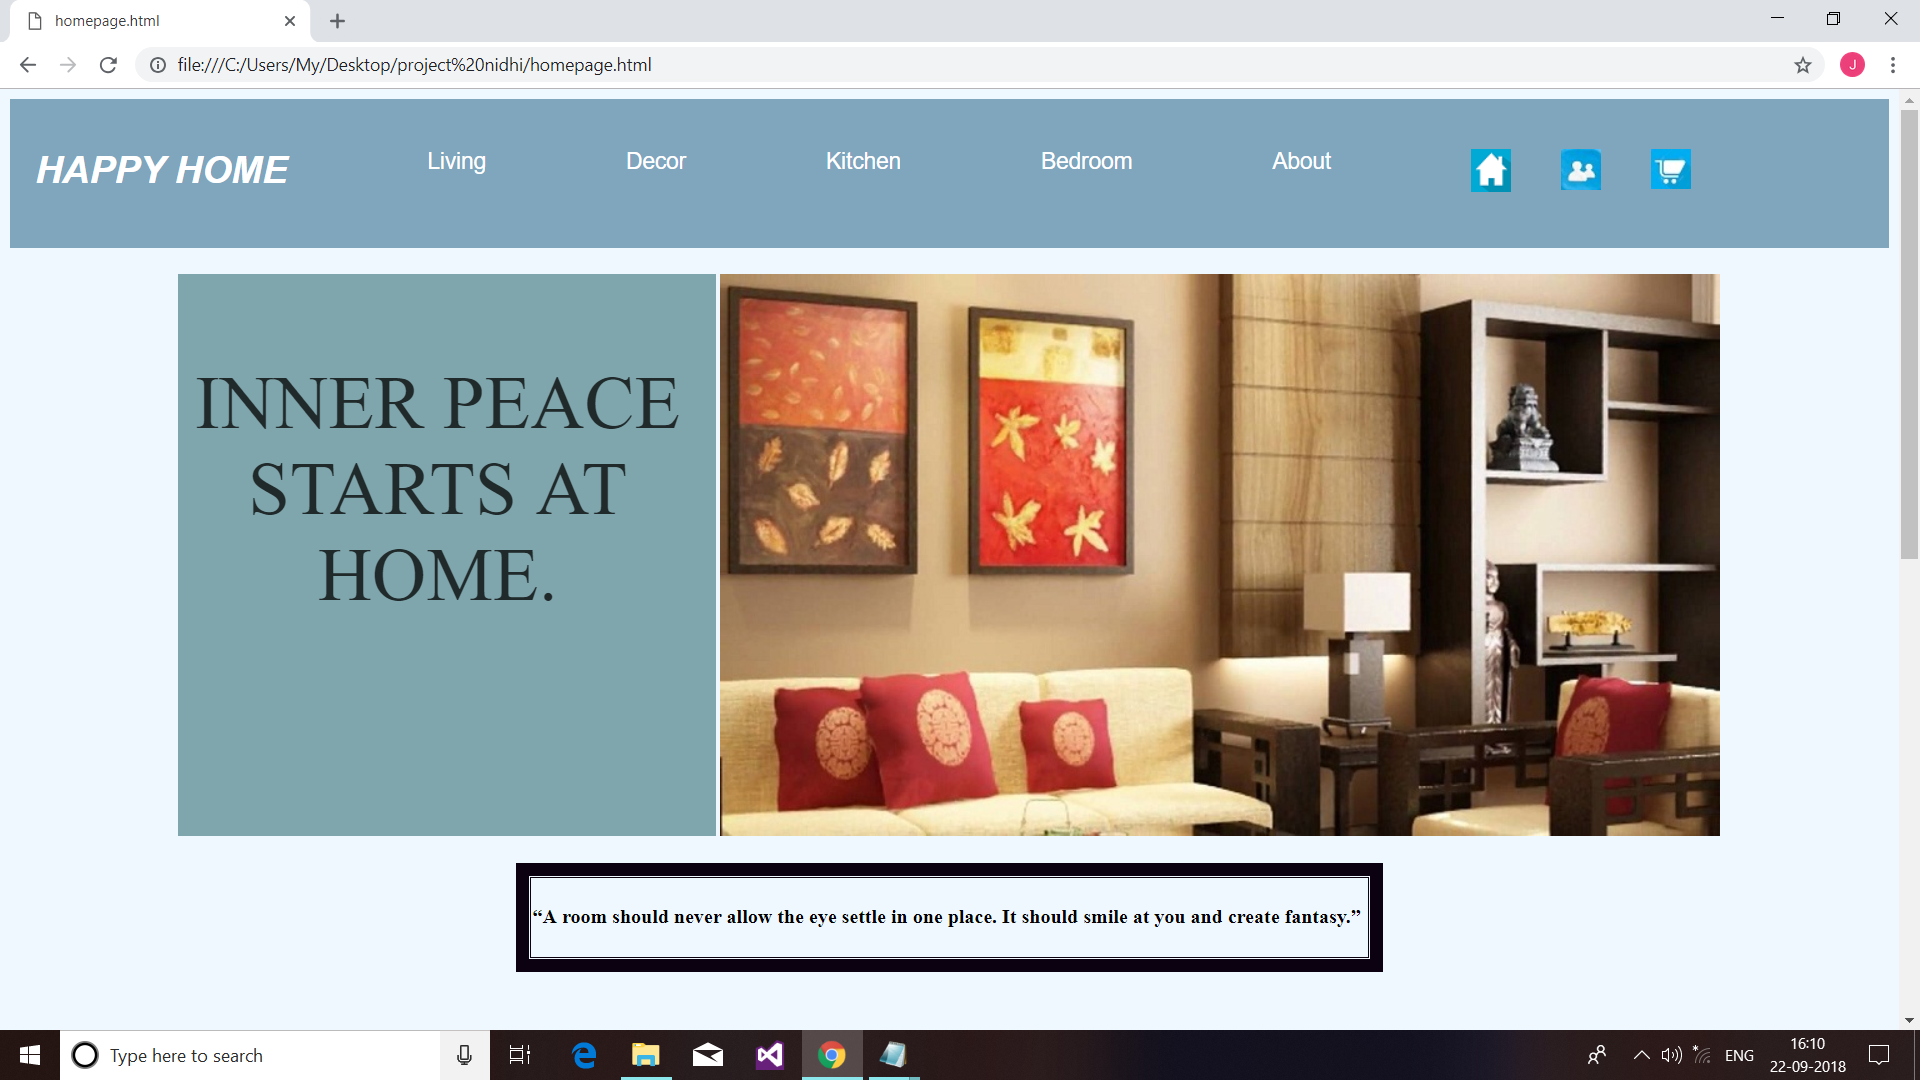 homepage.html
file:///C:/Users/My/Desktop/project%20nidhi/homepage.html
J
HAPPY HOME
Living
Decor
Kitchen
Bedroom
About
INNER PEACE
STARTS AT
HOME.
“A room should never allow the eye settle in one place. It should smile at you and create fantasy.”
Type here to search
ENG
16:10
22-09-2018